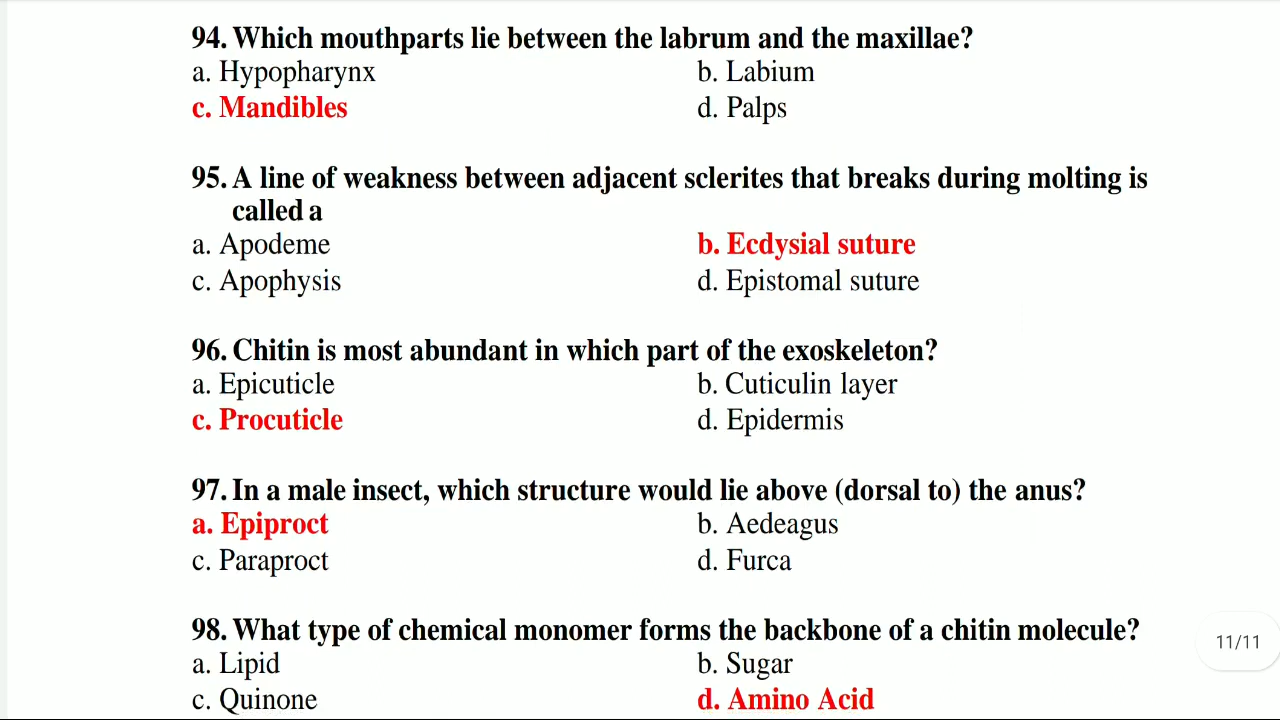 94. Which mouthparts lie between the labrum and the maxillae?
a. Hypopharynx b. Labium
c. Mandibles d. Palps
95. A line of weakness between adjacent sclerites that breaks during molting is
called a
a. Apodeme b. Ecdysial suture
c. Apophysis d. Epistomal suture
96. Chitin is most abundant in which part of the exoskeleton?
a. Epicuticle b. Cuticulin layer
c. Procuticle d. Epidermis
97. In a male insect, which structure would lie above (dorsal to) the anus?
a. Epiproct b. Aedeagus
c. Paraproct d. Furca
98. What type of chemical monomer forms the backbone of a chitin molecule?
11/11
a. Lipid b. Sugar
c. Quinone d. Amino Acid